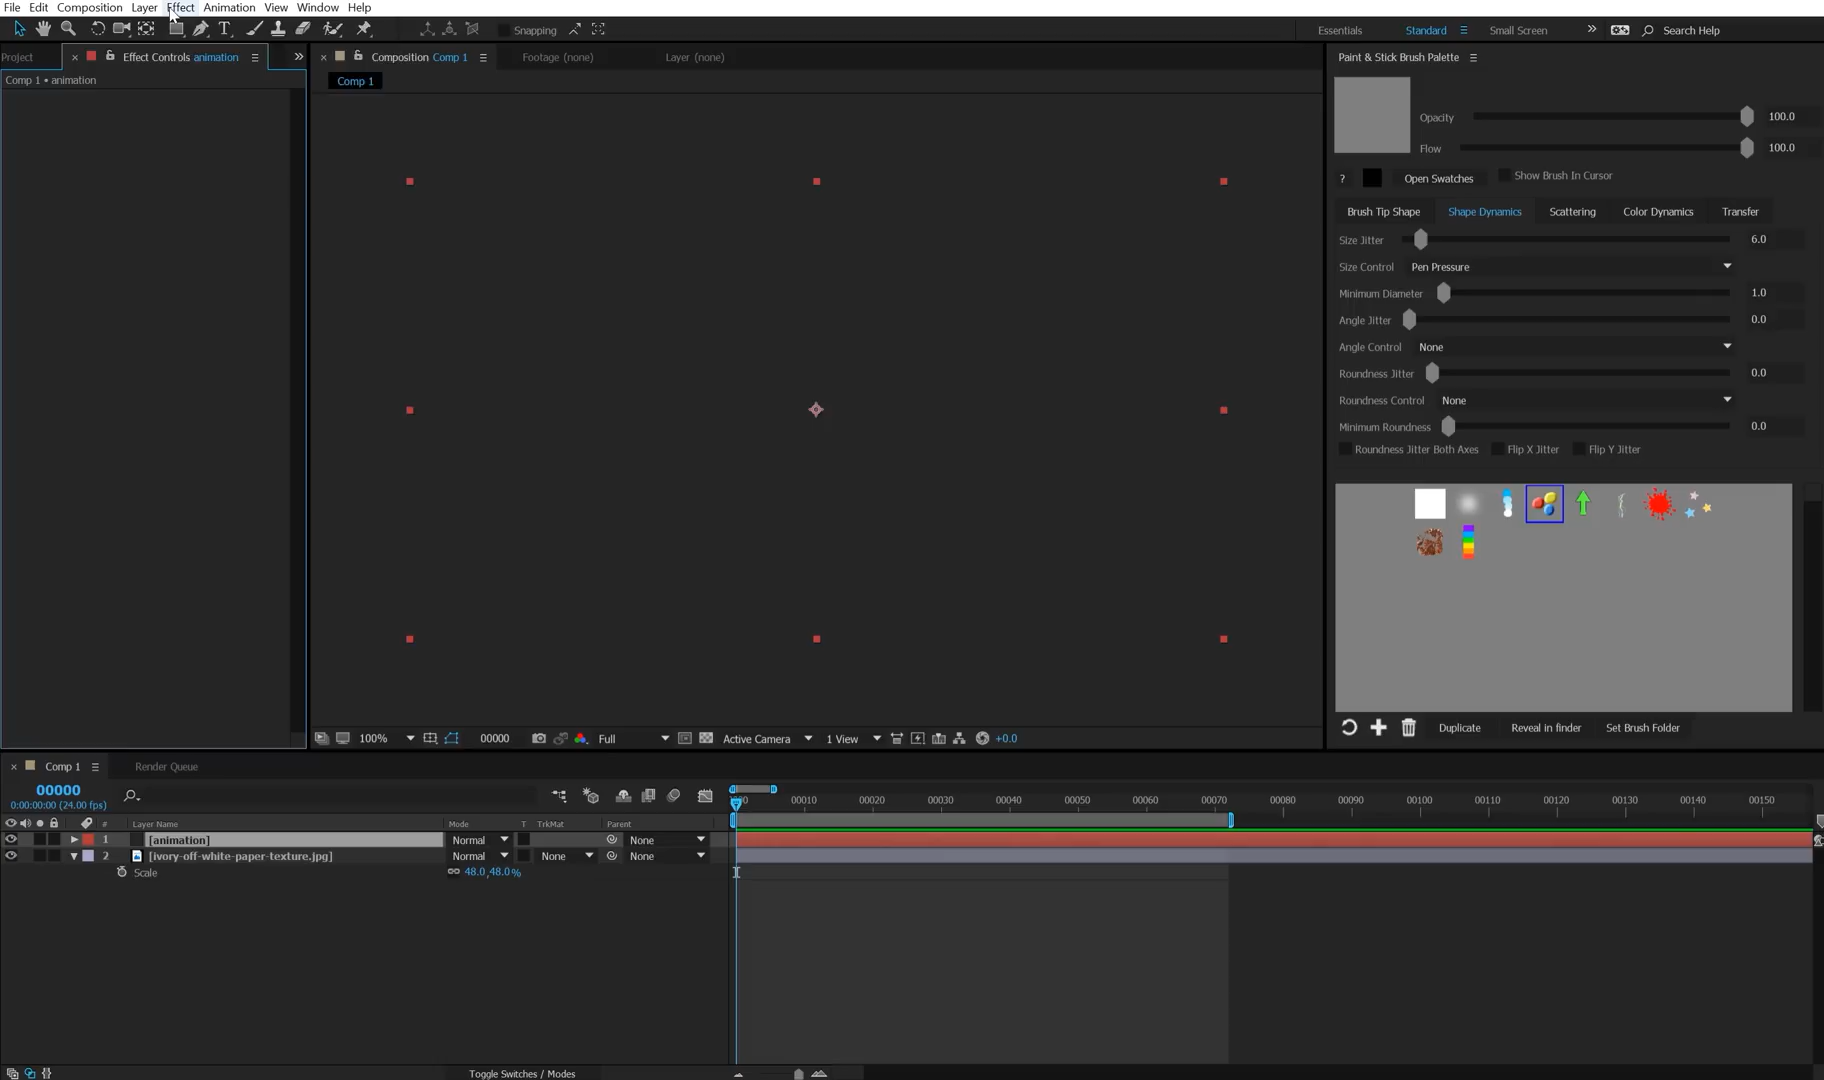 File Edit Composition Layer Effect Animation View Window Help
Snapping
Essentials Standard Small Screen Search Help
Project Effect Controls animation
Composition Comp 1 Footage (none) Layer (none)
Paint & Stick Brush Palette
Comp 1 • animation
Comp 1
Opacity 100.0
Flow 100.0
? Open Swatches Show Brush In Cursor
Brush Tip Shape Shape Dynamics Scattering Color Dynamics Transfer
Size Jitter 6.0
Size Control Pen Pressure
Minimum Diameter 1.0
Angle Jitter 0.0
Angle Control None
Roundness Jitter 0.0
Roundness Control None
Minimum Roundness 0.0
Roundness Jitter Both Axes Flip X Jitter Flip Y Jitter
Duplicate Reveal in finder Set Brush Folder
100% 00000 Full Active Camera 1 View +0.0
Comp 1 Render Queue
00000
0:00:00:00 (24.00 fps)
00010 00020 00030 00040 00050 00060 00070 00080 00090 00100 00110 00120 00130 00140 00150
# Layer Name Mode T TrkMat Parent
1 [animation] Normal None
2 [ivory-off-white-paper-texture.jpg] Normal None None
Scale 48.0,48.0%
Toggle Switches / Modes